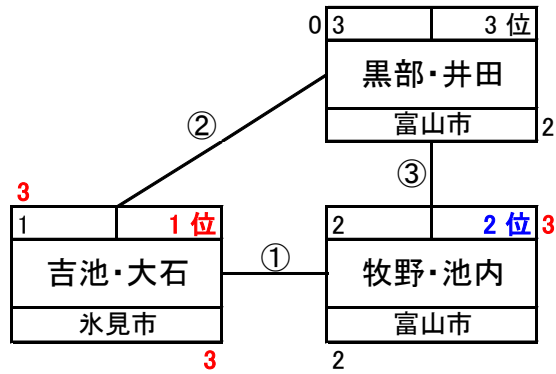 0 3 3 位
黒部・井田
富山市 2
②
③
3
1 1 位
吉池・大石
氷見市
3
①
2 2 位 3
牧野・池内
富山市
2